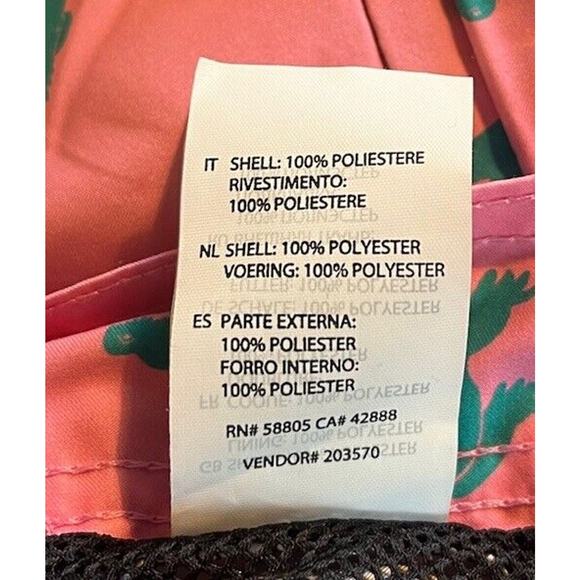 IT SHELL: 100% POLIESTERE
RIVESTIMENTO:
100% POLIESTERE
NL SHELL: 100% POLYESTER
VOERING: 100% POLYESTER
ES PARTE EXTERNA:
100% POLIESTER
FORRO INTERNO:
100% POLIESTER
RN# 58805 CA# 42888
VENDOR# 203570